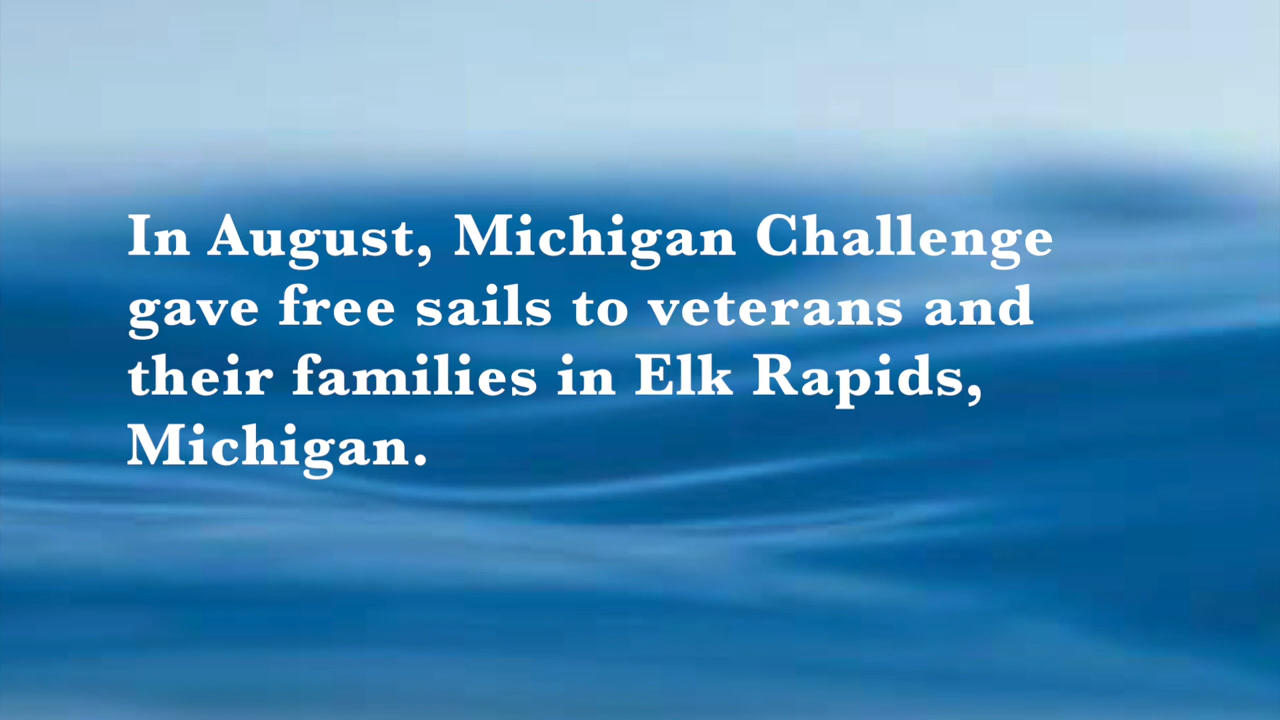 In August, Michigan Challenge
gave free sails to veterans and
their families in Elk Rapids,
Michigan.